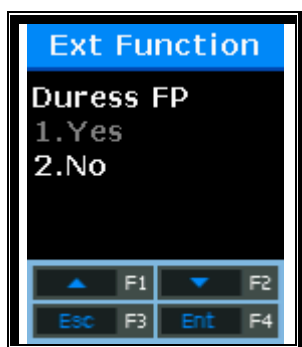 Ext Function
Duress FP
1.Yes
2.No
F1 F2
Esc F3 Ent F4